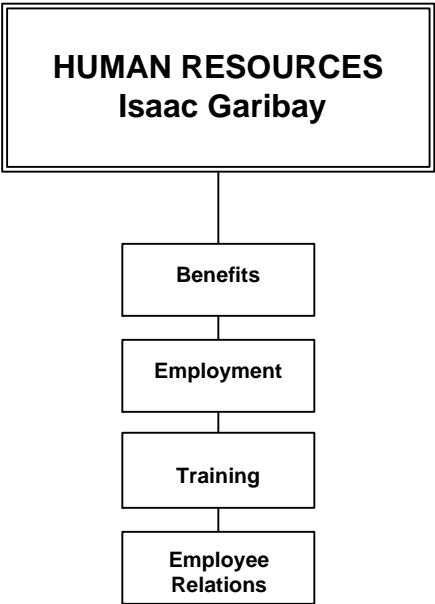 HUMAN RESOURCES
Isaac Garibay
Benefits
Employment
Training
Employee
Relations